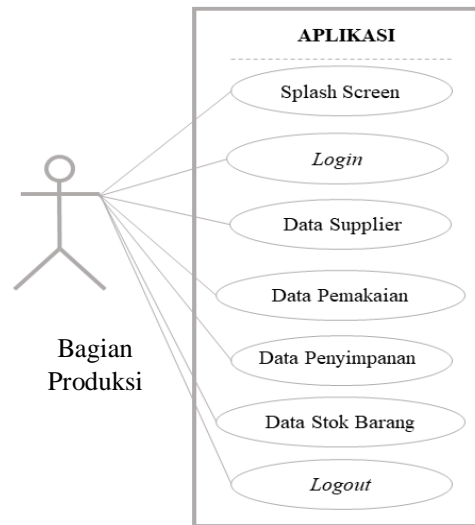 APLIKASI
Splash Screen
Login
Data Supplier
Data Pemakaian
Data Penyimpanan
Data Stok Barang
Logout
Bagian
Produksi